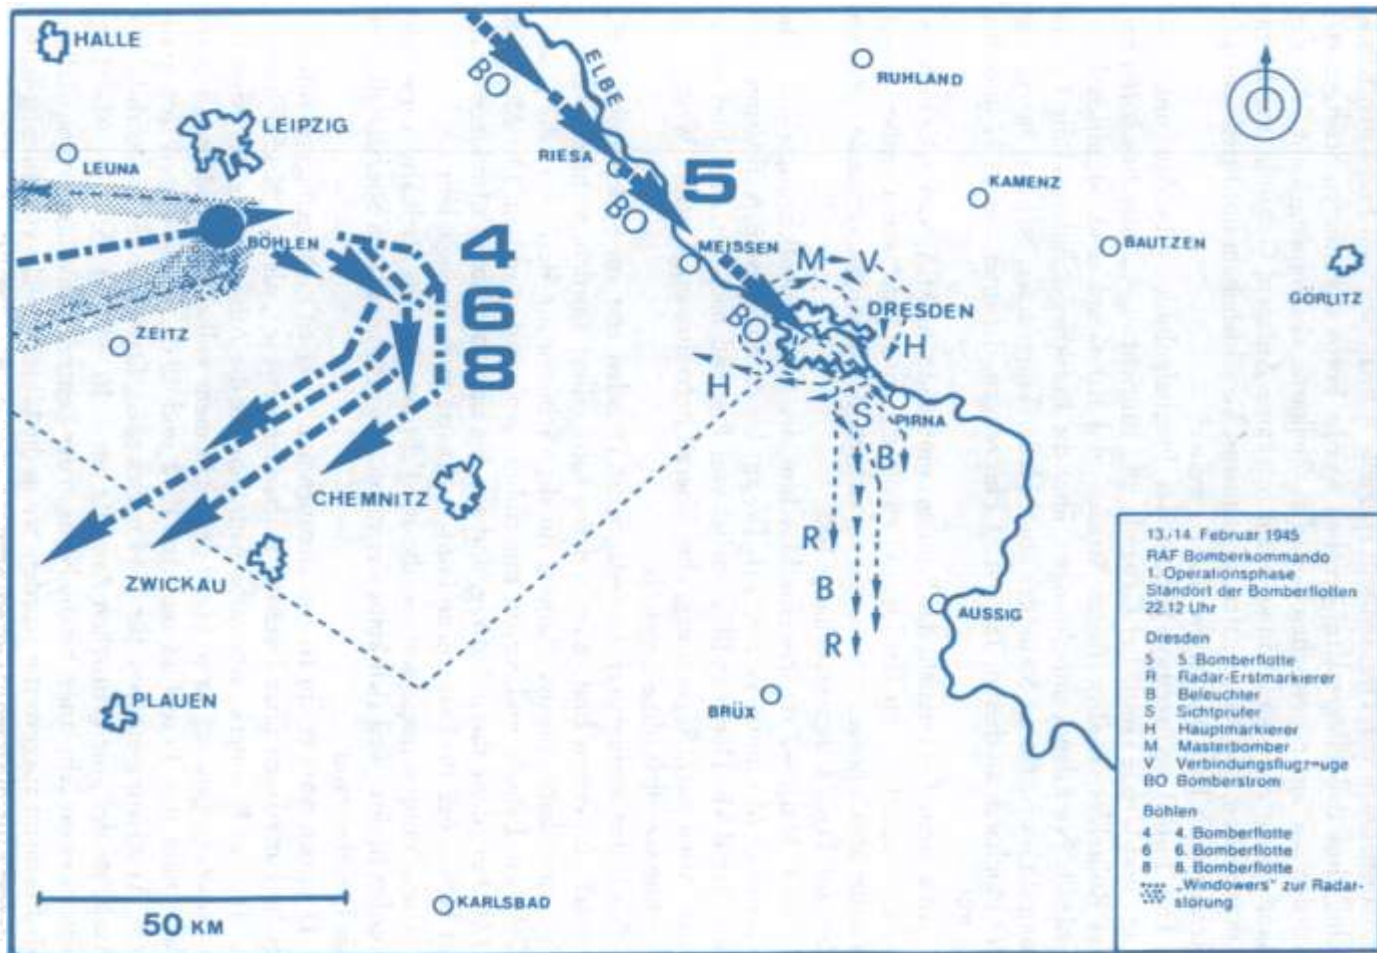 HALLE
ELBE
BO
RUHLAND
LEIPZIG
LEUNA
RIESA
5
KAMENZ
BO
BÖHLEN
4
MEISSEN
M
V
BAUTZEN
GÖRLITZ
6
DRESDEN
ZEITZ
BO
H
8
H
S
PIRNA
B
CHEMNITZ
R
ZWICKAU
B
AUSSIG
R
PLAUEN
BRÜX
KARLSBAD
50 KM
13./14. Februar 1945
RAF Bomberkommando
1. Operationsphase
Standort der Bomberflotten
22.12 Uhr
Dresden
5 5. Bomberflotte
R Radar-Erstmarkierer
B Beleuchter
S Sichtprüfer
H Hauptmarkierer
M Masterbomber
V Verbindungsflugzeuge
BO Bomberstrom
Böhlen
4 4. Bomberflotte
6 6. Bomberflotte
8 8. Bomberflotte
„Windowers" zur Radar-
störung